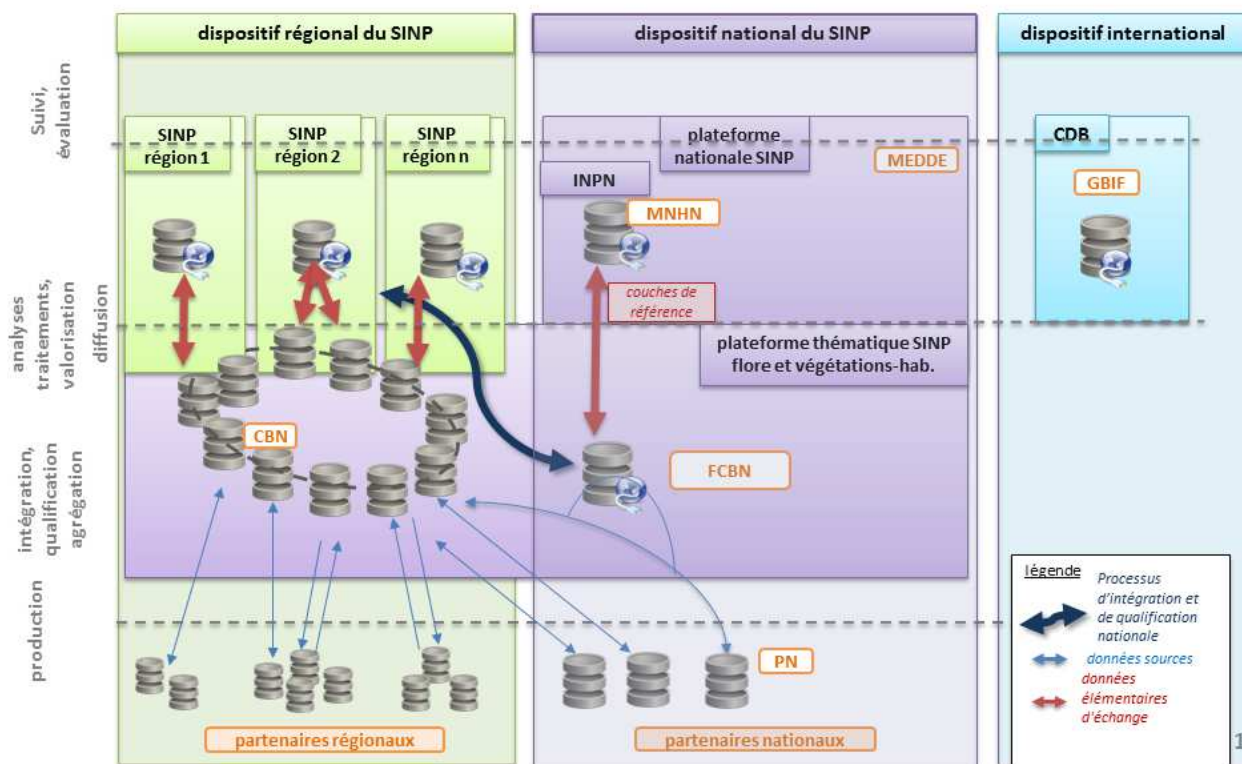 dispositif régional du SINP
dispositif national du SINP
dispositif international
Suivi,
évaluation
SINP
région 1
SINP
région 2
SINP
région n
plateforme
nationale SINP
MEDDE
INPN
MNHN
CDB
GBIF
analyses
traitements,
valorisation
diffusion
couches de
référence
plateforme thématique SINP
flore et végétations-hab.
intégration,
qualification
agrégation
CBN
FCBN
production
PN
partenaires régionaux
partenaires nationaux
légende
Processus
d'intégration et
de qualification
nationale
données sources
données
élémentaires
d'échange
1